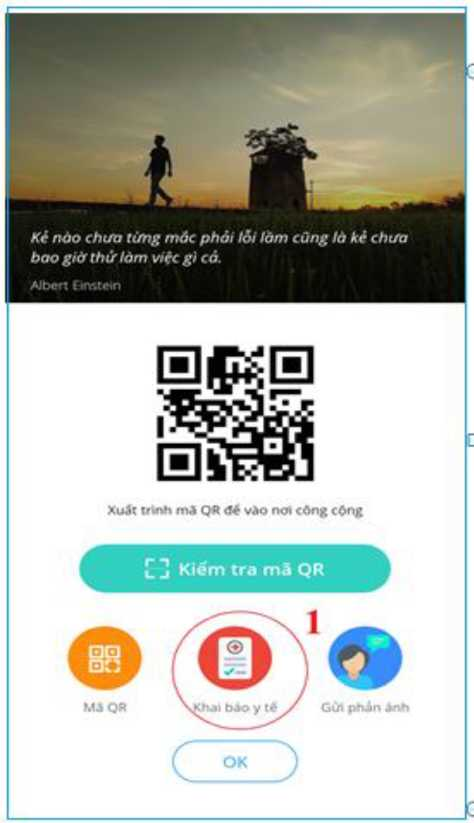 Kẻ nào chưa từng mắc phải lỗi lầm cũng là kẻ chưa
bao giờ thử làm việc gì cả.
Albert Einstein
Xuất trình mã QR để vào nơi công cộng
Kiểm tra mã QR
1
Mã QR
Khai báo y tế
Gửi phản ánh
OK